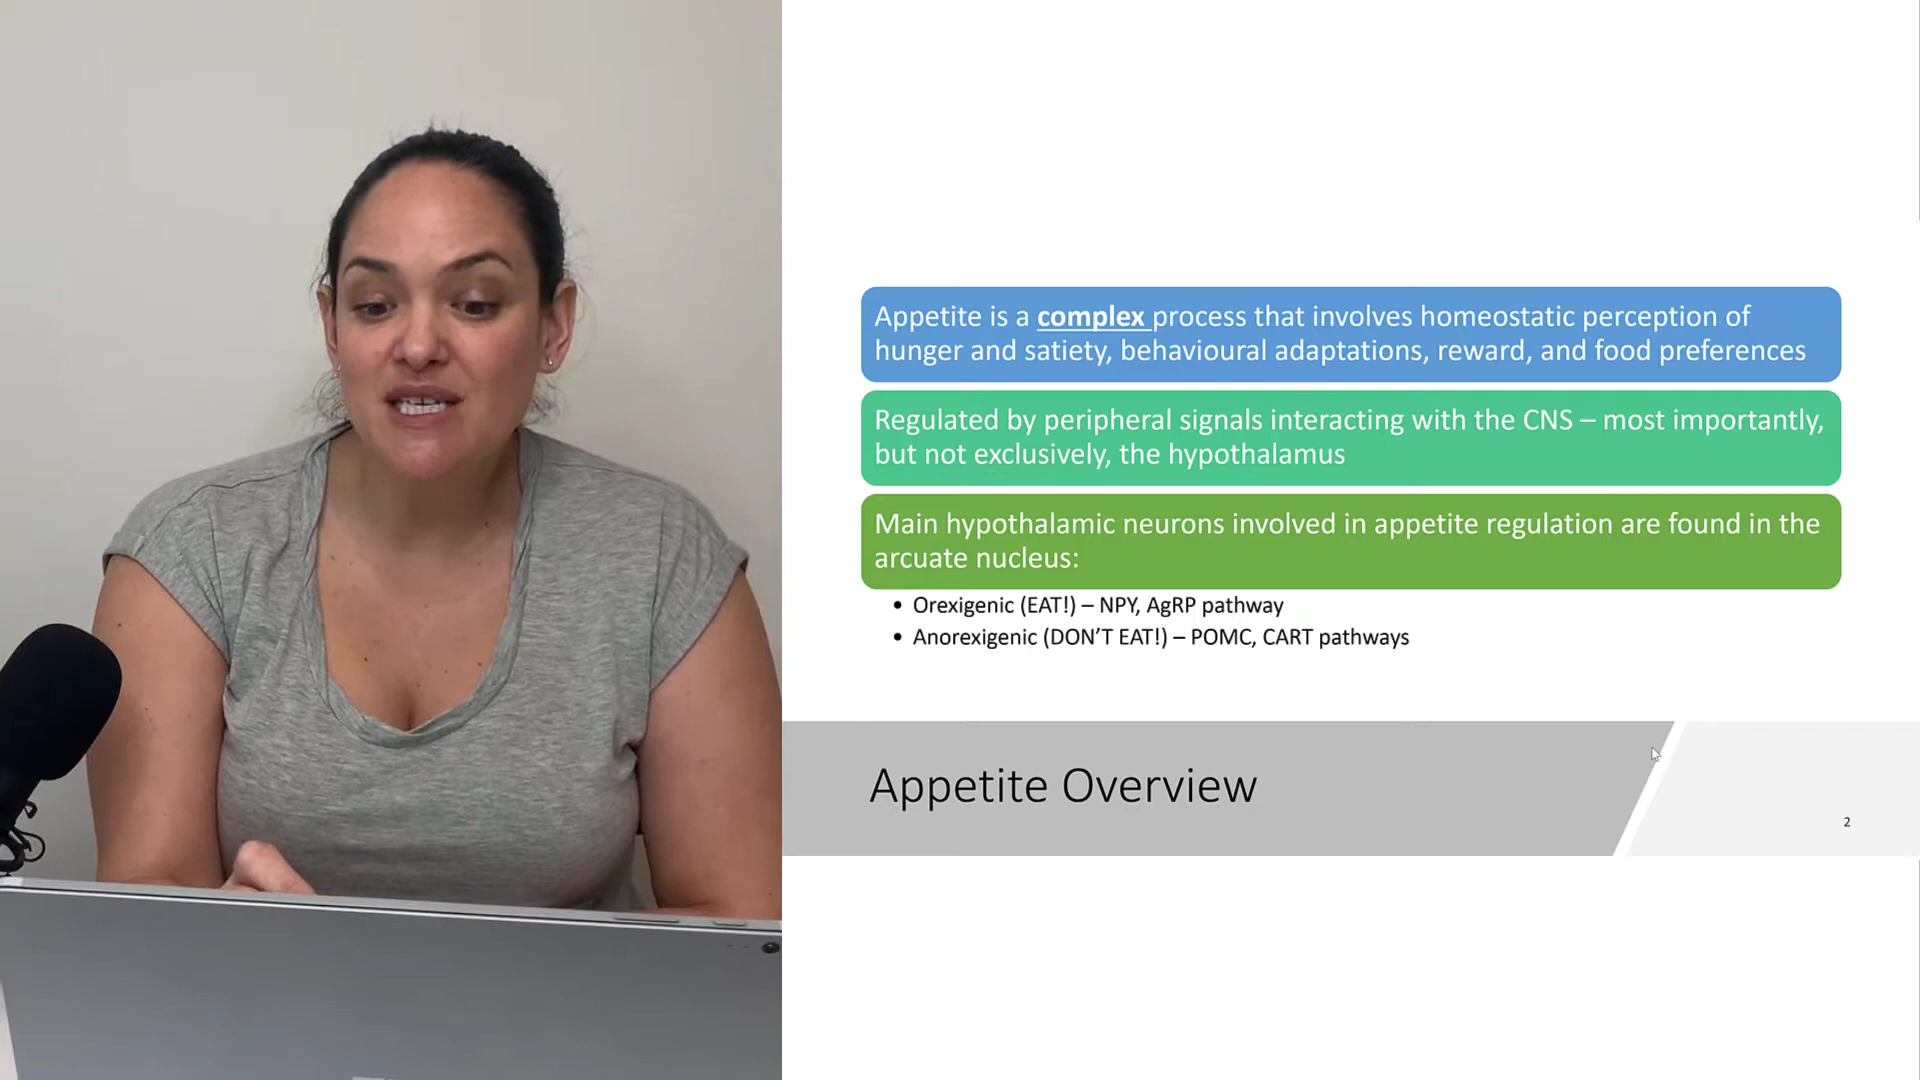 Appetite is a complex process that involves homeostatic perception of
hunger and satiety, behavioural adaptations, reward, and food preferences
Regulated by peripheral signals interacting with the CNS – most importantly,
but not exclusively, the hypothalamus
Main hypothalamic neurons involved in appetite regulation are found in the
arcuate nucleus:
• Orexigenic (EAT!) – NPY, AgRP pathway
• Anorexigenic (DON’T EAT!) – POMC, CART pathways
Appetite Overview
2